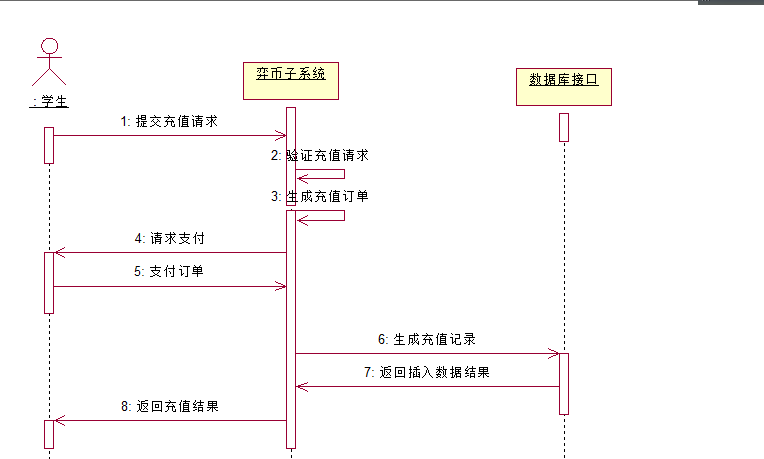 弈币子系统
数据库接口
: 学生
1: 提交充值请求
2: 验证充值请求
3: 生成充值订单
4: 请求支付
5: 支付订单
6: 生成充值记录
7: 返回插入数据结果
8: 返回充值结果